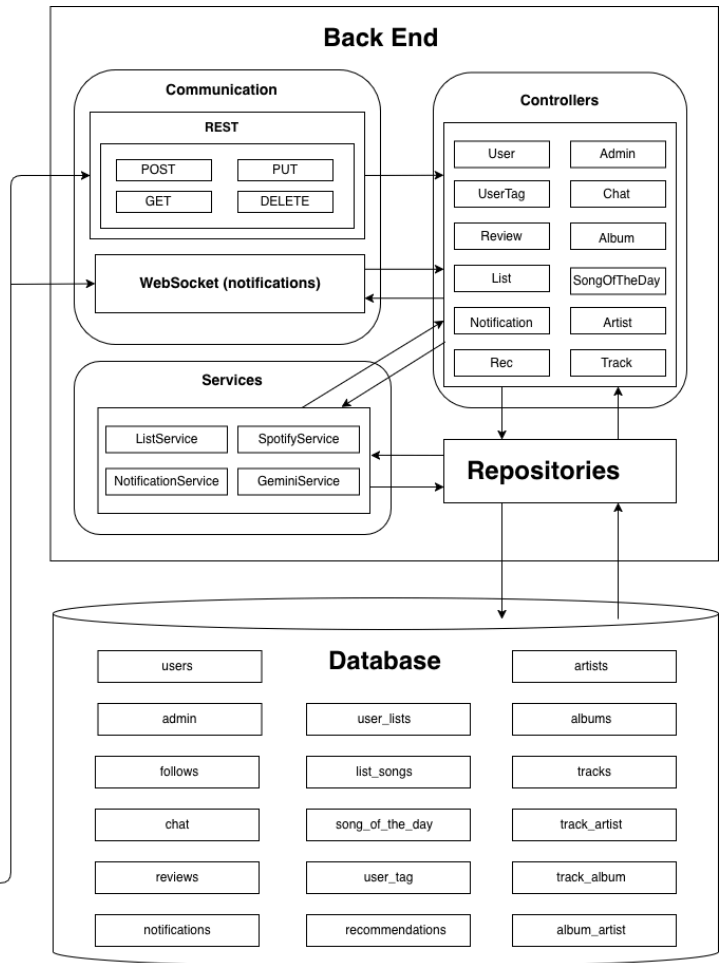 Back End
Communication
REST
POST
PUT
GET
DELETE
WebSocket (notifications)
Controllers
User
Admin
UserTag
Chat
Review
Album
List
SongOfTheDay
Notification
Artist
Rec
Track
Services
ListService
SpotifyService
NotificationService
GeminiService
Repositories
Database
users
artists
admin
user_lists
albums
follows
list_songs
tracks
chat
song_of_the_day
track_artist
reviews
user_tag
track_album
notifications
recommendations
album_artist